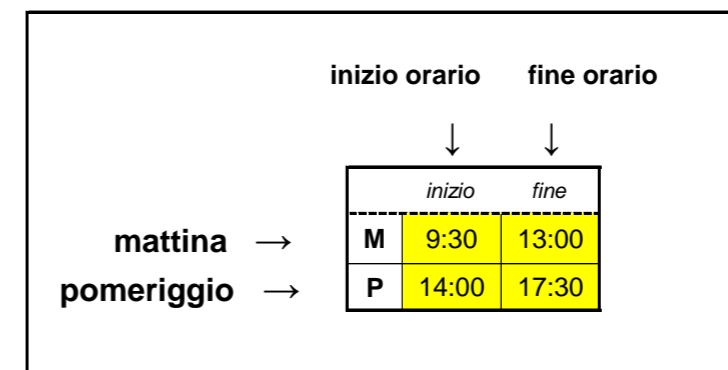 inizio orario fine orario
↓ ↓
inizio fine
mattina → M 9:30 13:00
pomeriggio → P 14:00 17:30